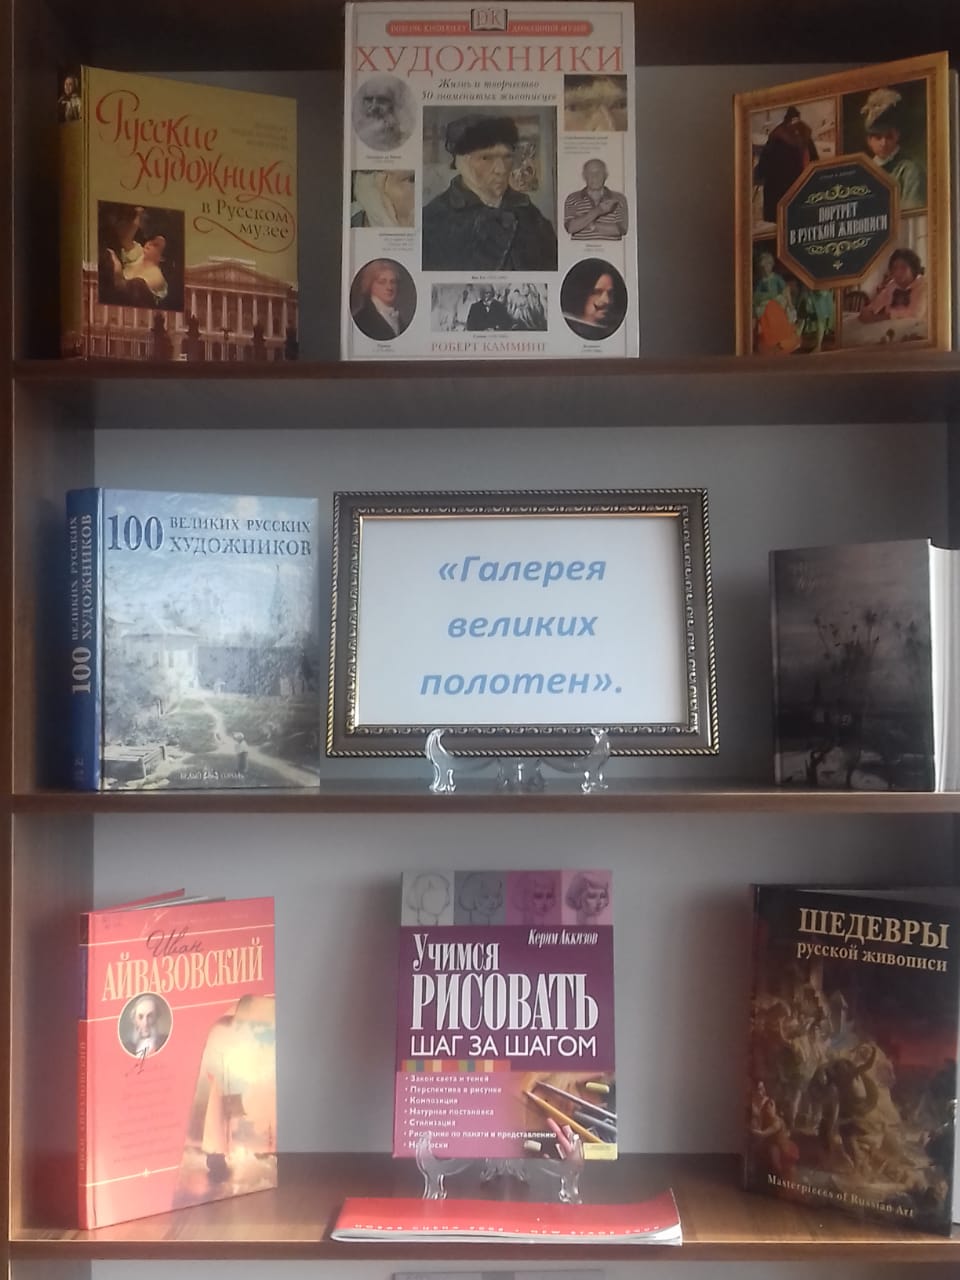 Русские
художники
в Русском
музее
DK
ХУДОЖНИКИ
Жизнь и творчество
50 знаменитых живописцев
РОБЕРТ КАММИНГ
ПОРТРЕТ
В РУССКОЙ ЖИВОПИСИ
100 ВЕЛИКИХ РУССКИХ
ХУДОЖНИКОВ
100 ВЕЛИКИХ РУССКИХ
ХУДОЖНИКОВ
«Галерея
великих
полотен».
Иван
АЙВАЗОВСКИЙ
Керим Аккизов
Учимся
РИСОВАТЬ
ШАГ ЗА ШАГОМ
• Закон света и теней
• Перспектива в рисунке
• Композиция
• Натурная постановка
• Стилизация
• Рисование по памяти и представлению
ШЕДЕВРЫ
русской живописи
Masterpieces of Russian Art